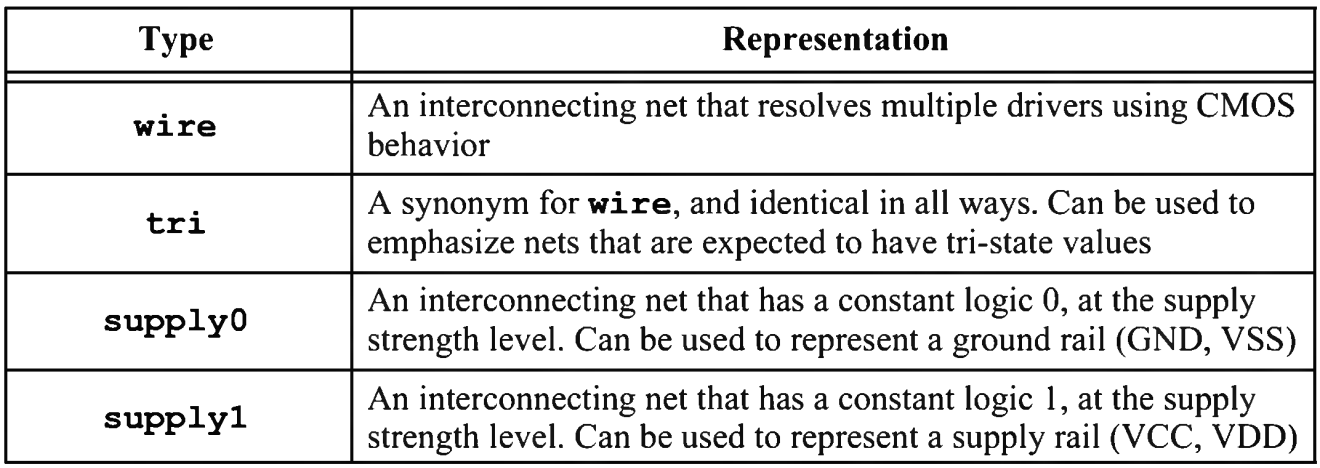 Type Representation
wire An interconnecting net that resolves multiple drivers using CMOS
behavior
tri A synonym for wire, and identical in all ways. Can be used to
emphasize nets that are expected to have tri-state values
supply0 An interconnecting net that has a constant logic 0, at the supply
strength level. Can be used to represent a ground rail (GND, VSS)
supply1 An interconnecting net that has a constant logic 1, at the supply
strength level. Can be used to represent a supply rail (VCC, VDD)